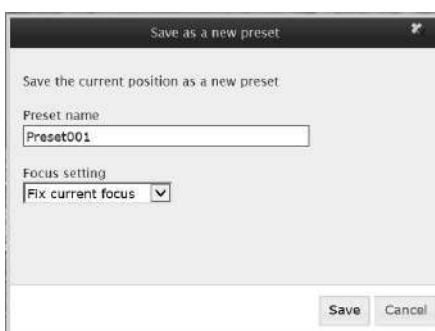 Save as a new preset
Save the current position as a new preset
Preset name
Preset001
Focus setting
Fix current focus
Save Cancel